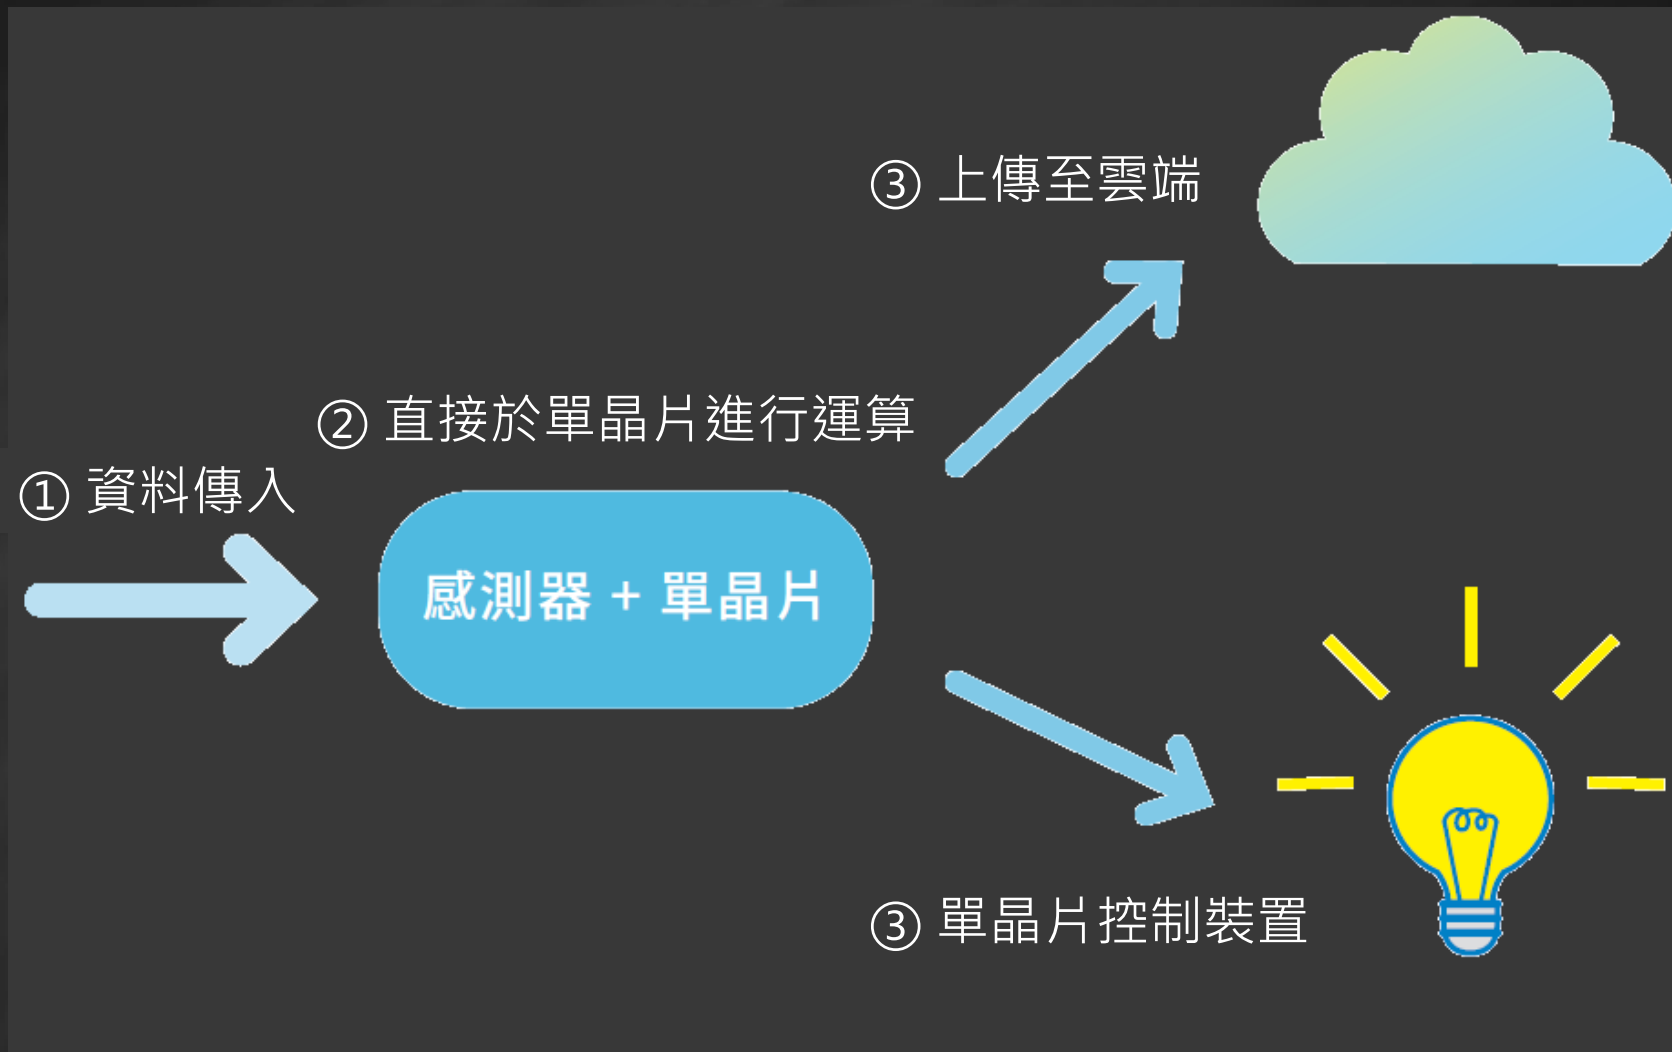 ① 資料傳入
② 直接於單晶片進行運算
感測器 + 單晶片
③ 上傳至雲端
③ 單晶片控制裝置